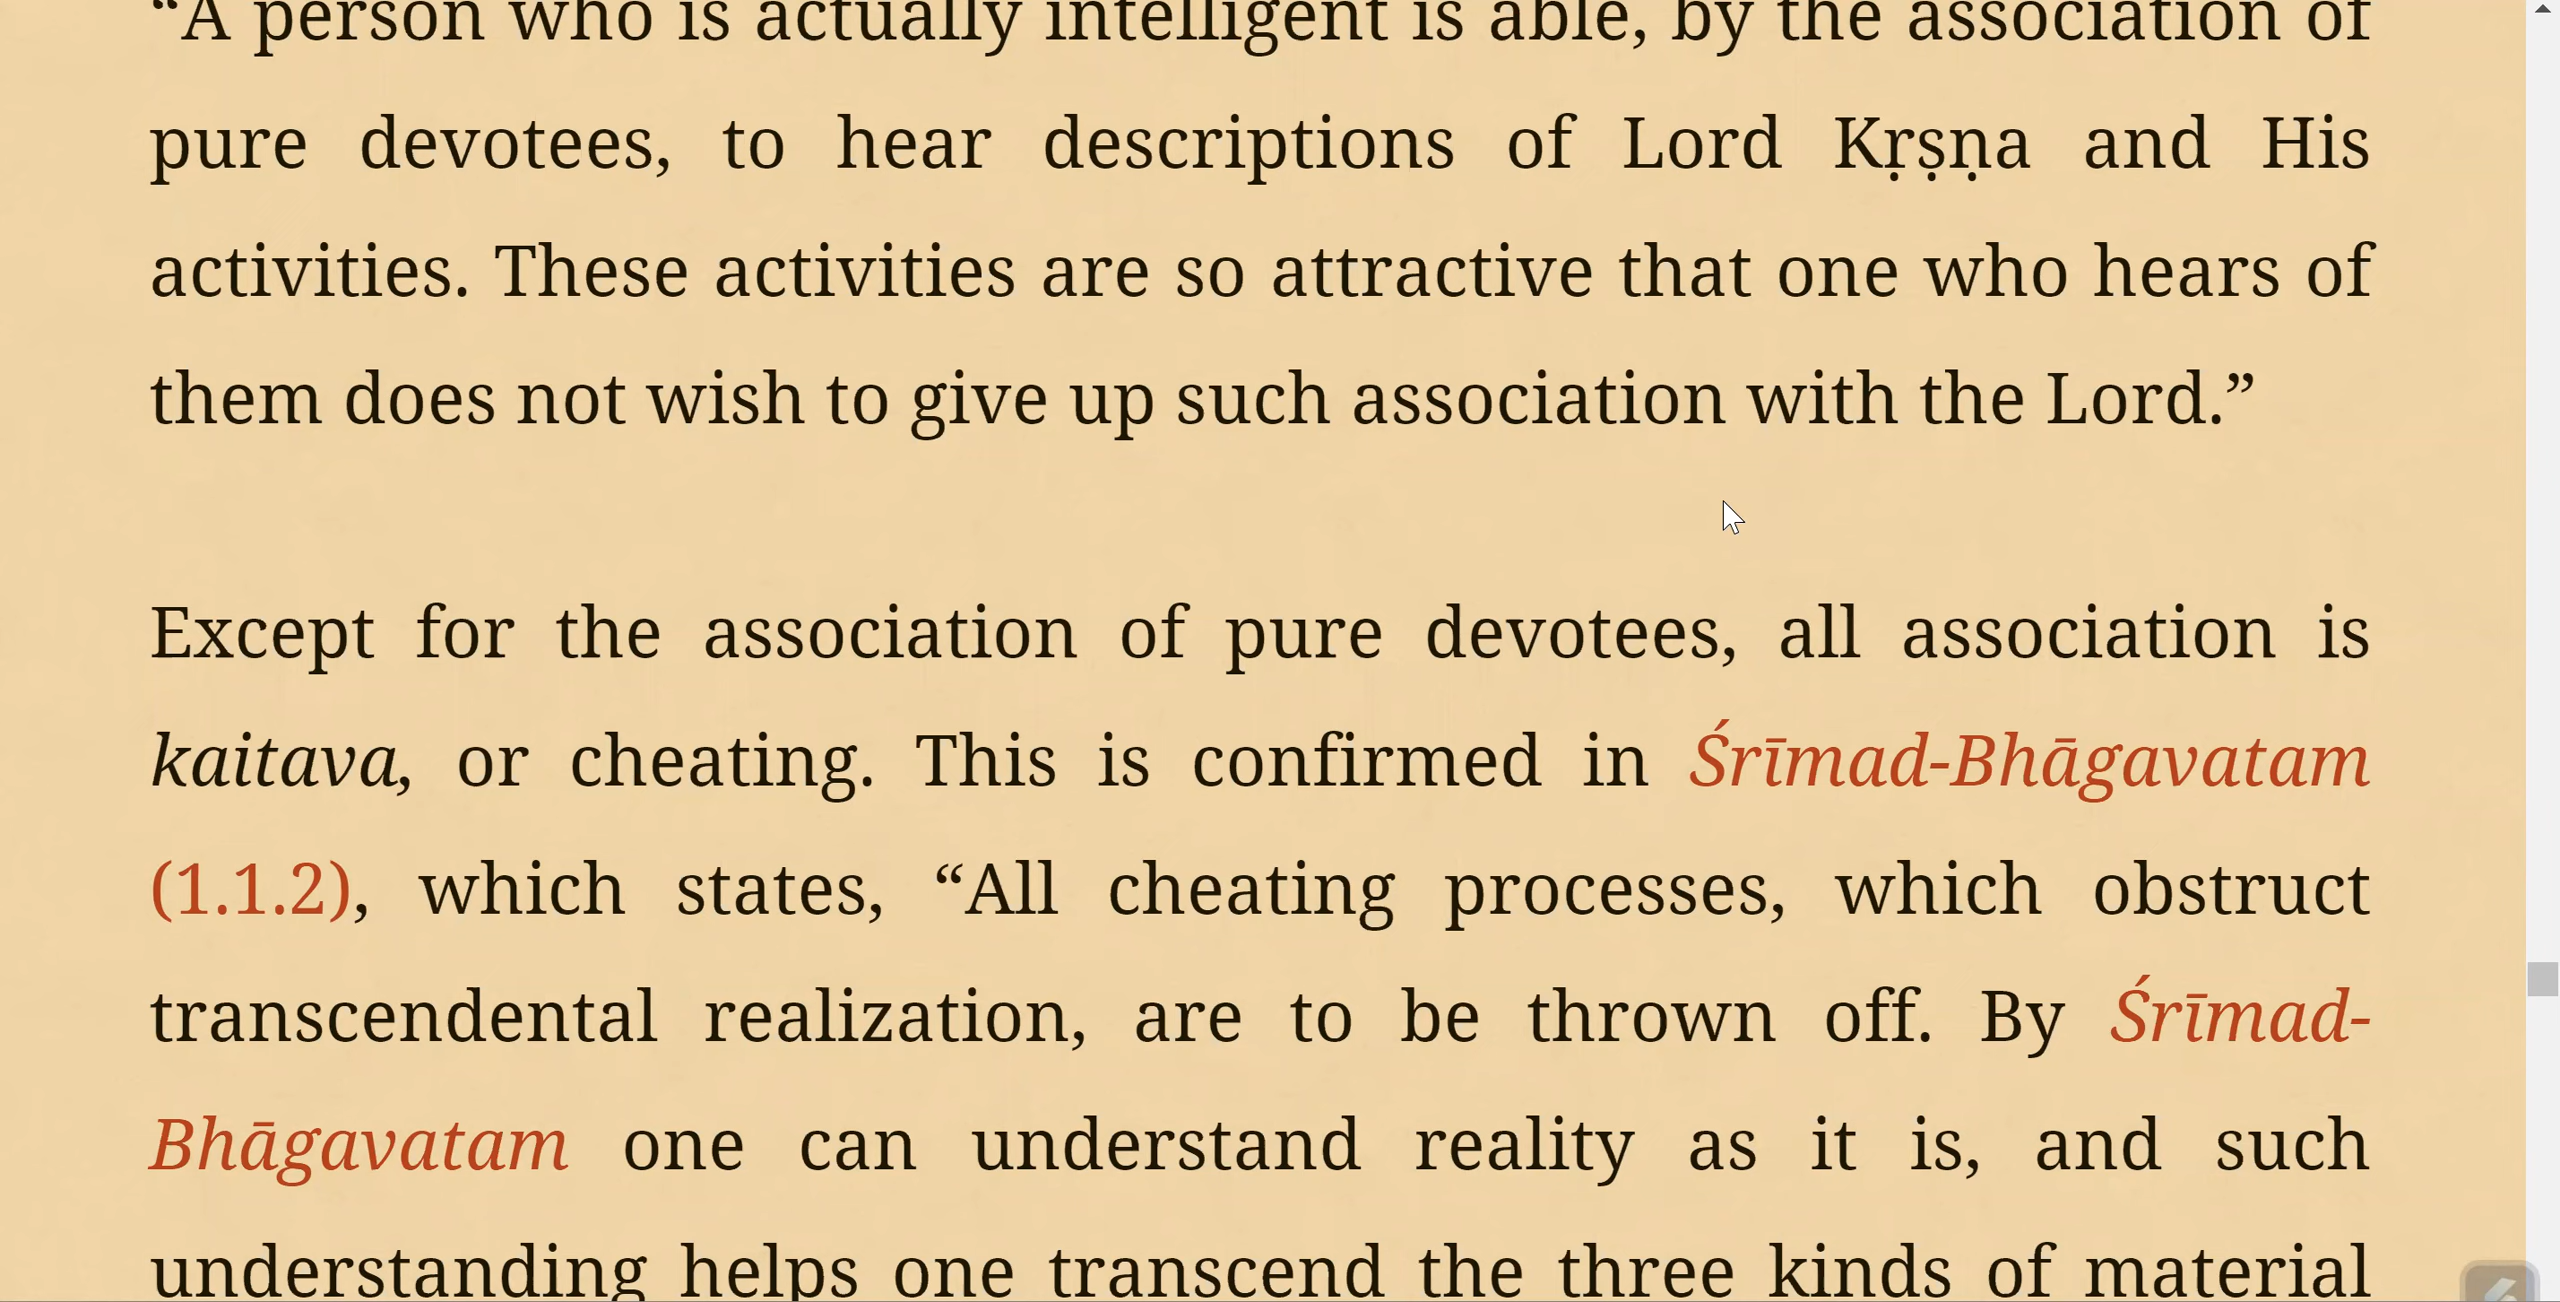 “A person who is actually intelligent is able, by the association of
pure devotees, to hear descriptions of Lord Kṛṣṇa and His
activities. These activities are so attractive that one who hears of
them does not wish to give up such association with the Lord.”
Except for the association of pure devotees, all association is
kaitava, or cheating. This is confirmed in Śrīmad-Bhāgavatam
(1.1.2), which states, “All cheating processes, which obstruct
transcendental realization, are to be thrown off. By Śrīmad-
Bhāgavatam one can understand reality as it is, and such
understanding helps one transcend the three kinds of material